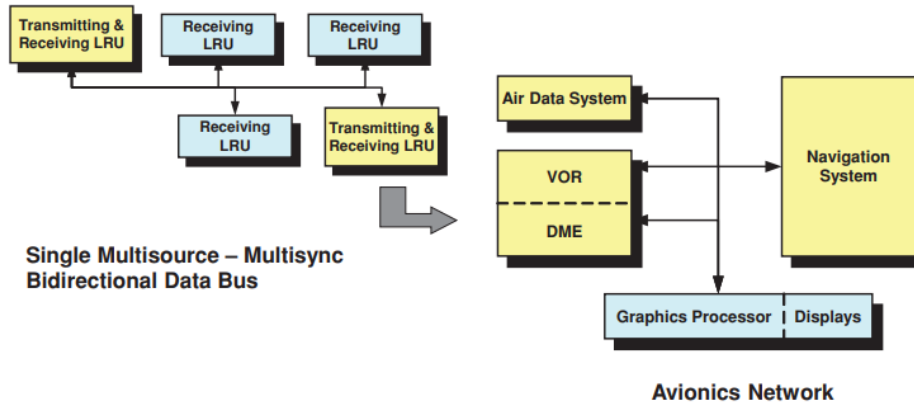 Transmitting &
Receiving LRU
Receiving
LRU
Receiving
LRU
Receiving
LRU
Transmitting &
Receiving LRU
Single Multisource – Multisync
Bidirectional Data Bus
Air Data System
VOR
DME
Navigation
System
Graphics Processor
Displays
Avionics Network